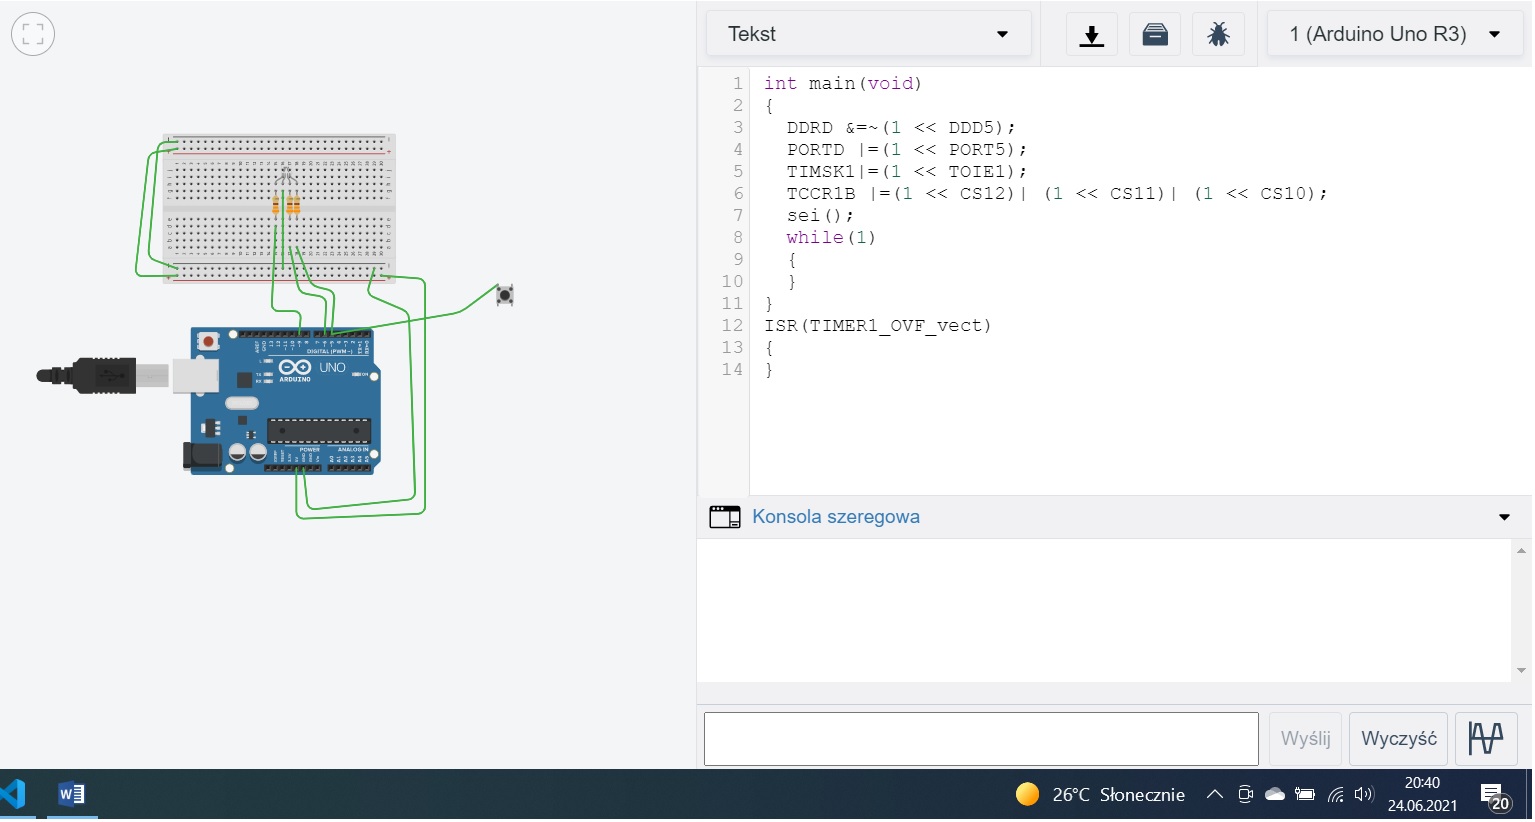 Tekst
1 (Arduino Uno R3)
1 int main(void)
2 {
3 DDRD &=~(1 << DDD5);
4 PORTD |=(1 << PORT5);
5 TIMSK1|=(1 << TOIE1);
6 TCCR1B |=(1 << CS12)| (1 << CS11)| (1 << CS10);
7 sei();
8 while(1)
9 {
10 }
11 }
12 ISR(TIMER1_OVF_vect)
13 {
14 }
DIGITAL (PWM~)
UNO
ARDUINO
POWER
ANALOG IN
Konsola szeregowa
Wyślij
Wyczyść
W
26°C Słonecznie
20:40
24.06.2021
20